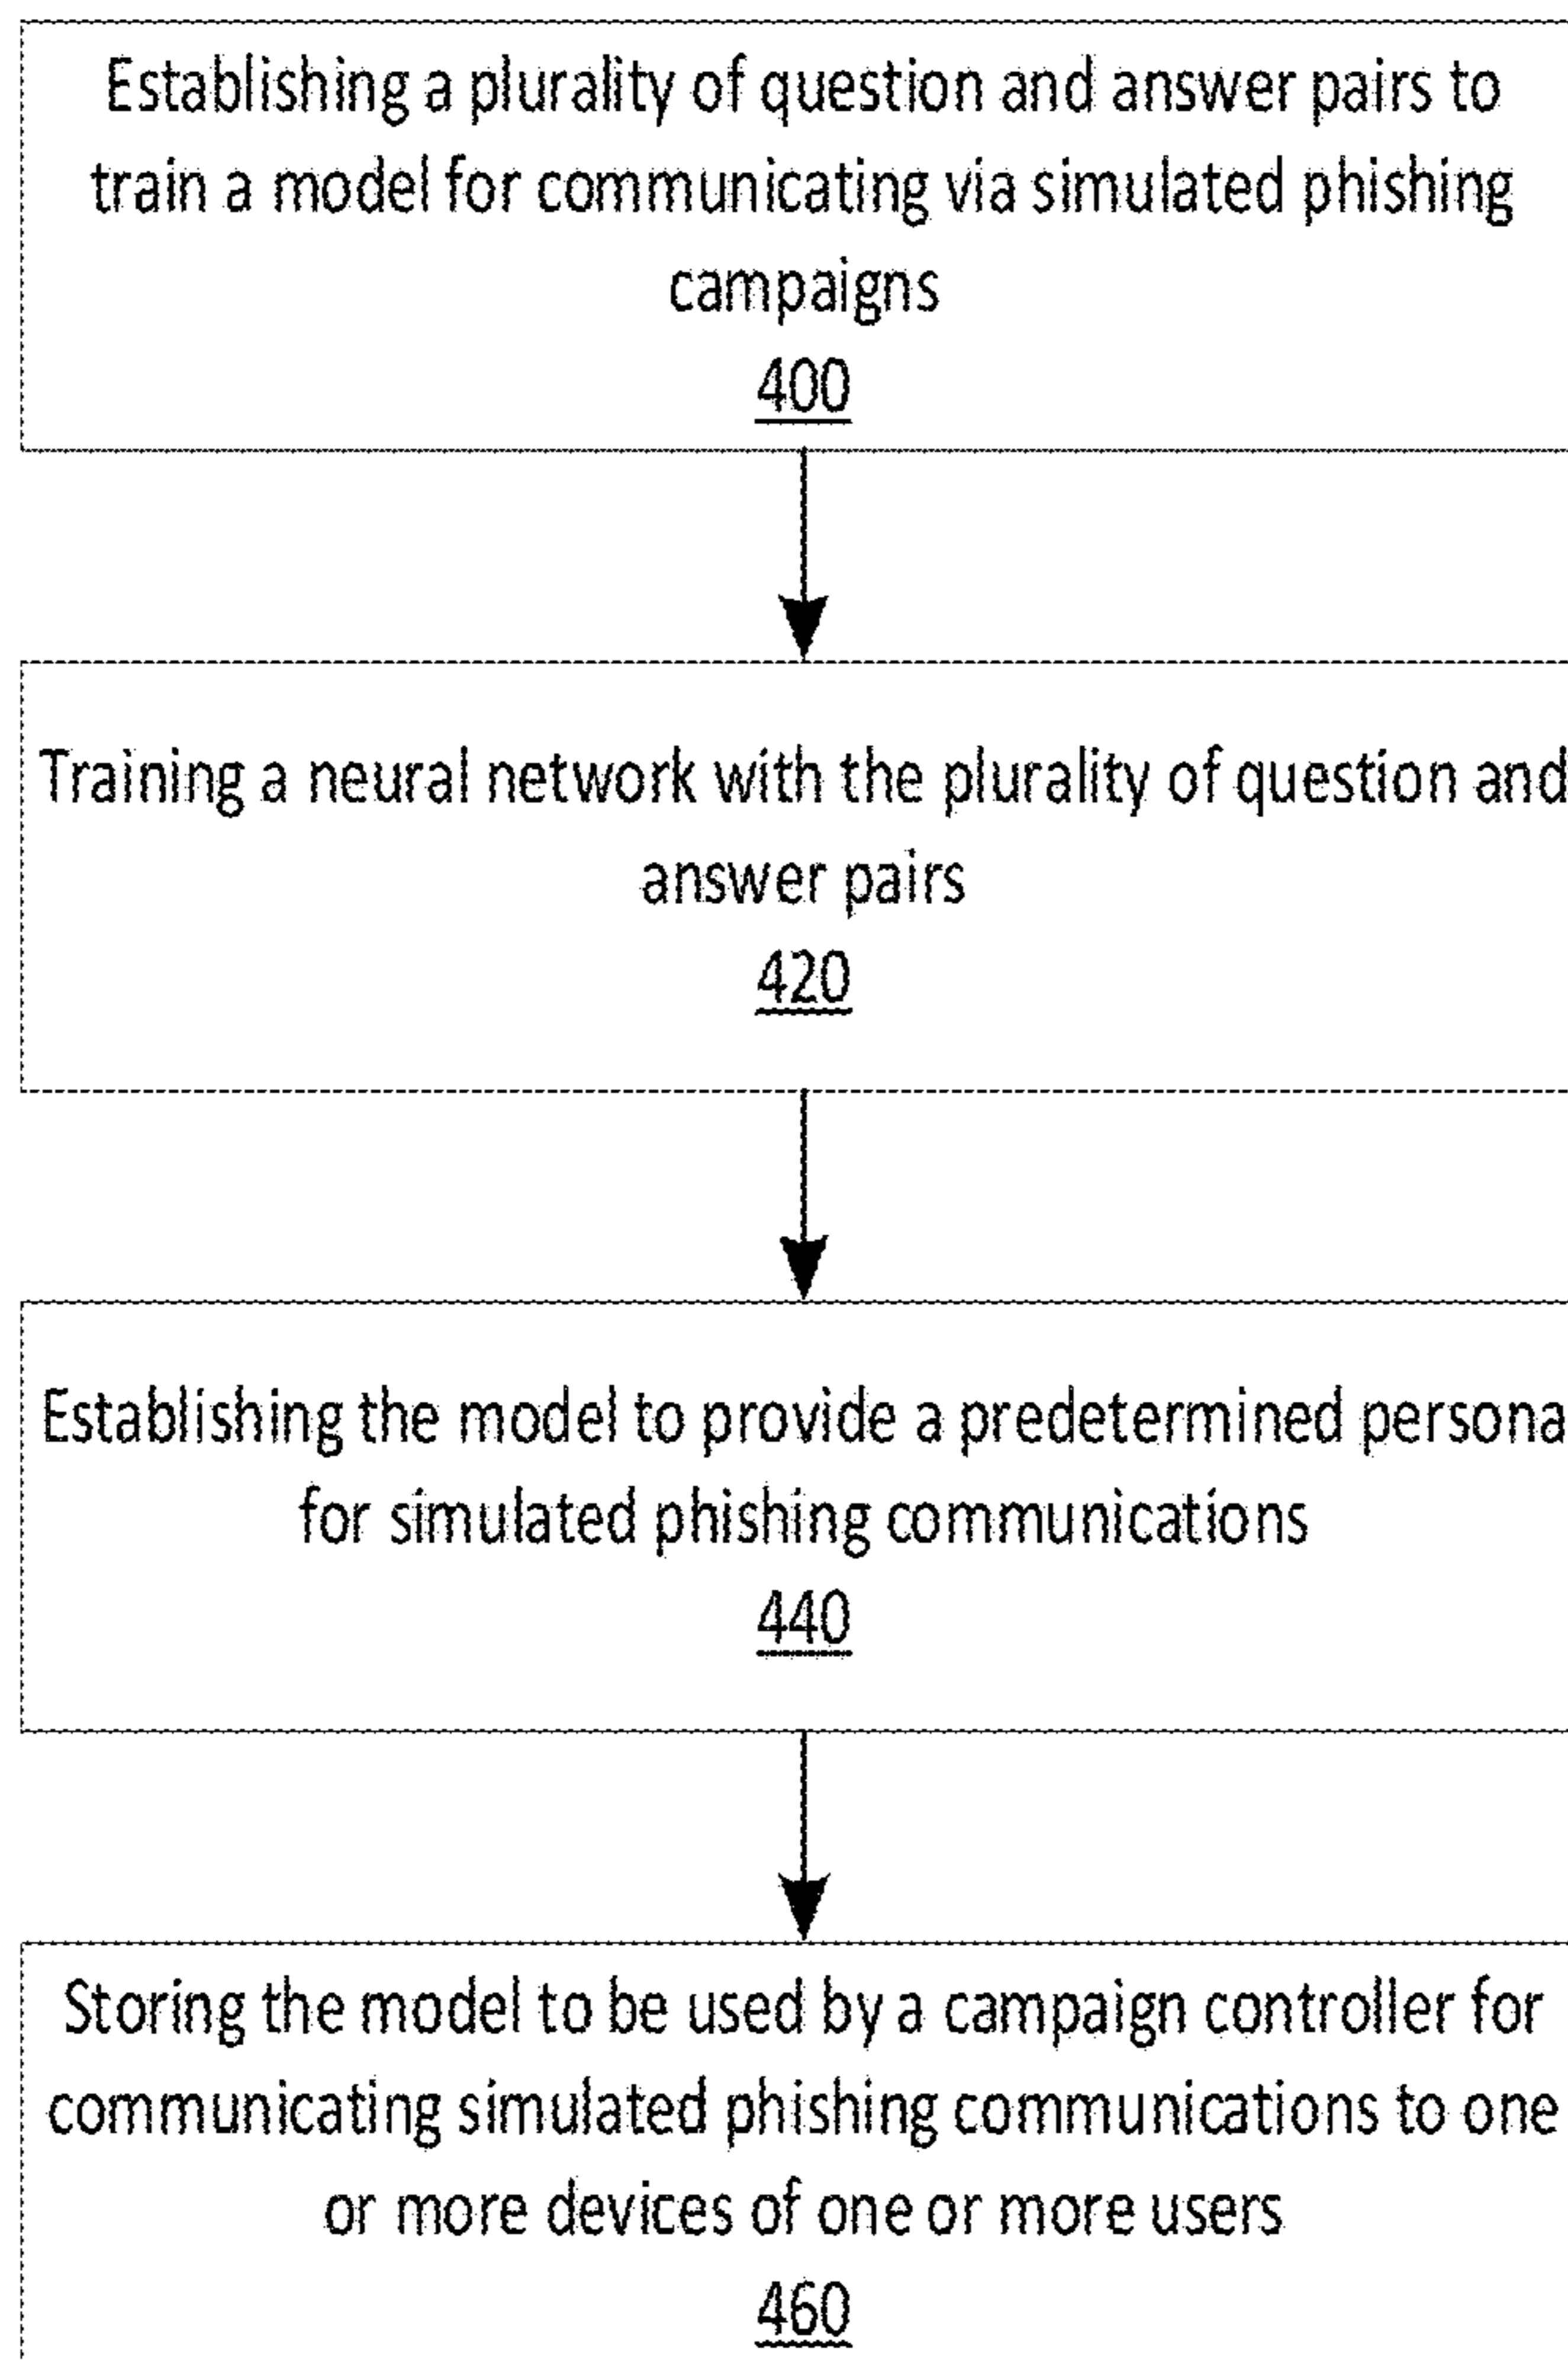 Establishing a plurality of question and answer pairs to
train a model for communicating via simulated phishing
campaigns
400
Training a neural network with the plurality of question and
answer pairs
420
Establishing the model to provide a predetermined persona
for simulated phishing communications
440
Storing the model to be used by a campaign controller for
communicating simulated phishing communications to one
or more devices of one or more users
460